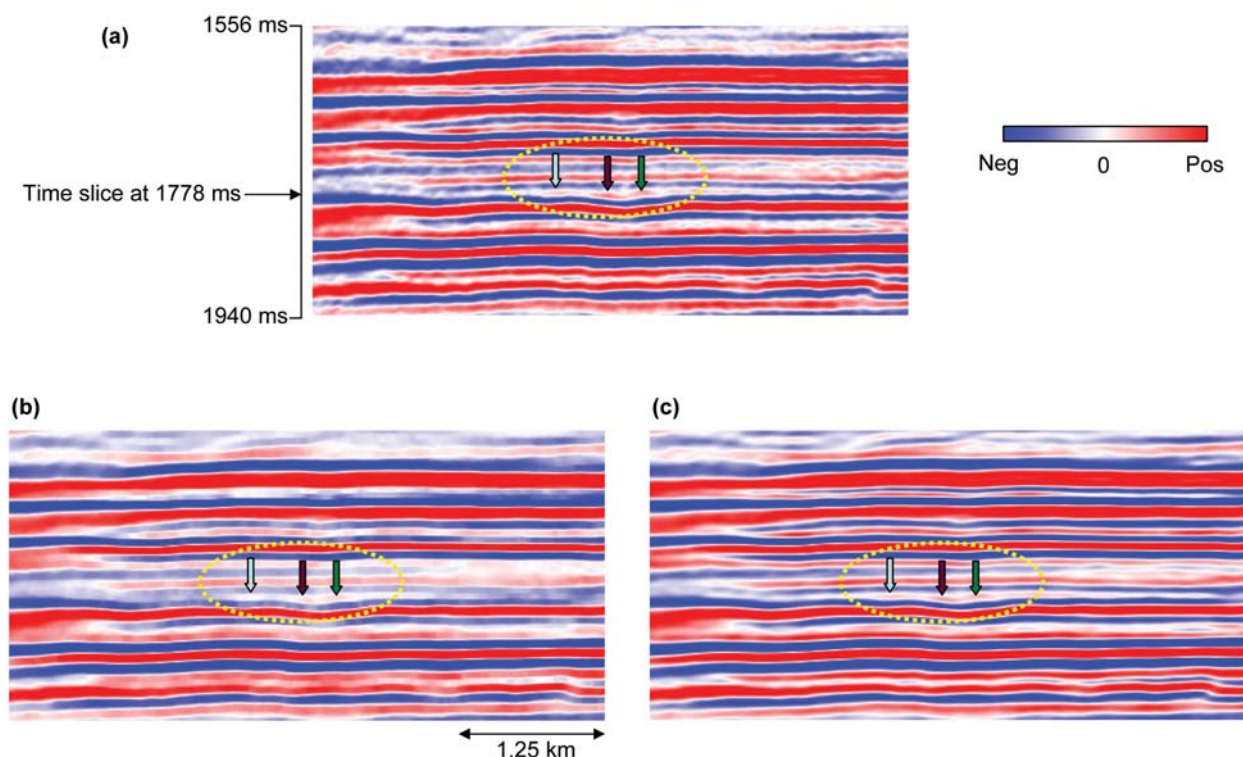 (a)
1556 ms
Time slice at 1778 ms
1940 ms
Neg 0 Pos
(b)
(c)
1.25 km